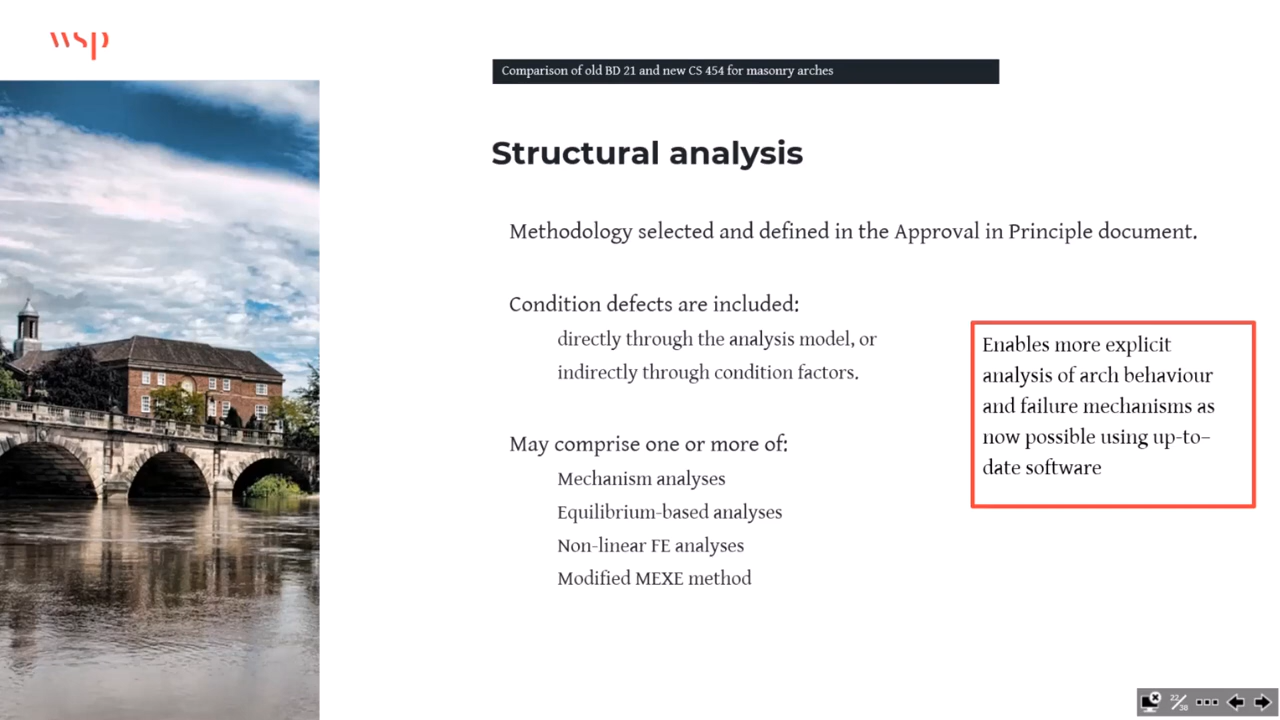 wsp
Comparison of old BD 21 and new CS 454 for masonry arches
Structural analysis
Methodology selected and defined in the Approval in Principle document.
Condition defects are included:
directly through the analysis model, or
indirectly through condition factors.
May comprise one or more of:
Mechanism analyses
Equilibrium-based analyses
Non-linear FE analyses
Modified MEXE method
Enables more explicit
analysis of arch behaviour
and failure mechanisms as
now possible using up-to-
date software
22/38